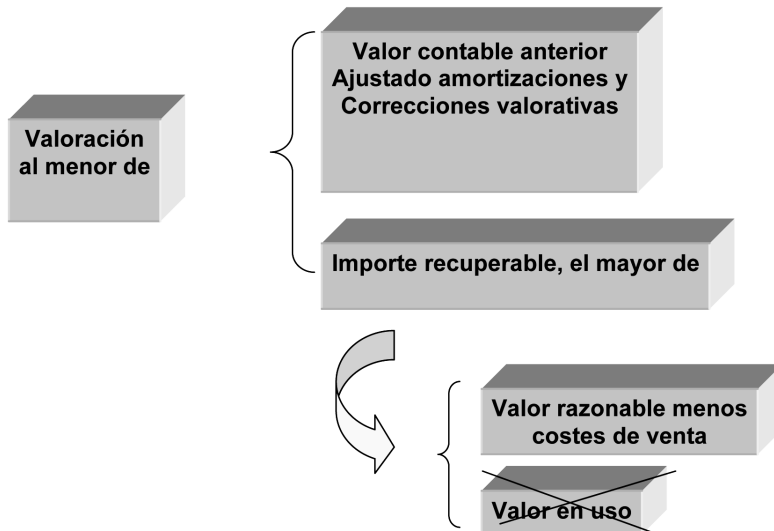 Valor contable anterior
Ajustado amortizaciones y
Correcciones valorativas
Valoración
al menor de
Importe recuperable, el mayor de
Valor razonable menos
costes de venta
Valor en uso